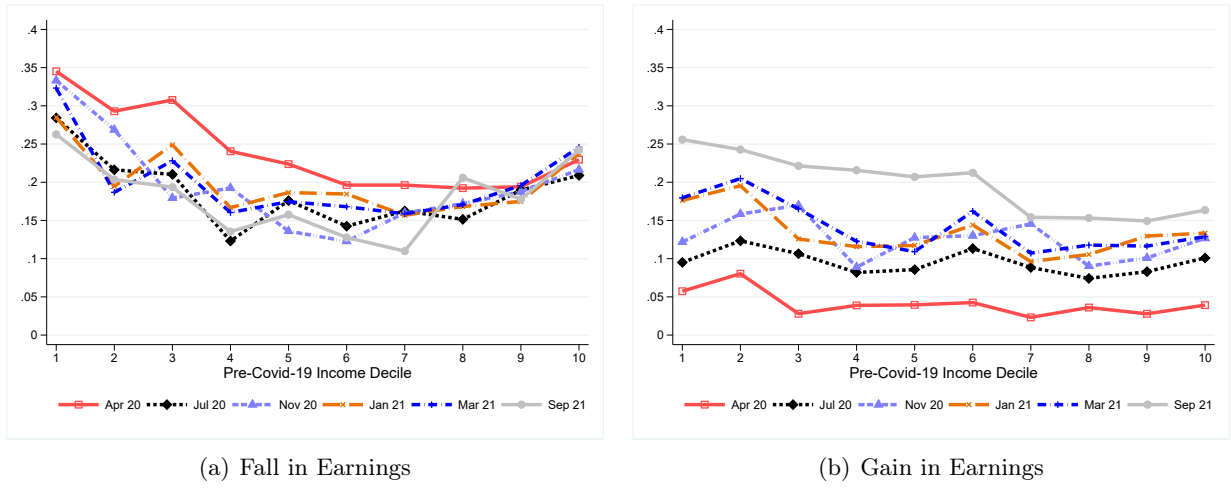 .4
.35
.3
.25
.2
.15
.1
.05
0
1 2 3 4 5 6 7 8 9 10
Pre-Covid-19 Income Decile
Apr 20 Jul 20 Nov 20 Jan 21 Mar 21 Sep 21
(a) Fall in Earnings
.4
.35
.3
.25
.2
.15
.1
.05
0
1 2 3 4 5 6 7 8 9 10
Pre-Covid-19 Income Decile
Apr 20 Jul 20 Nov 20 Jan 21 Mar 21 Sep 21
(b) Gain in Earnings